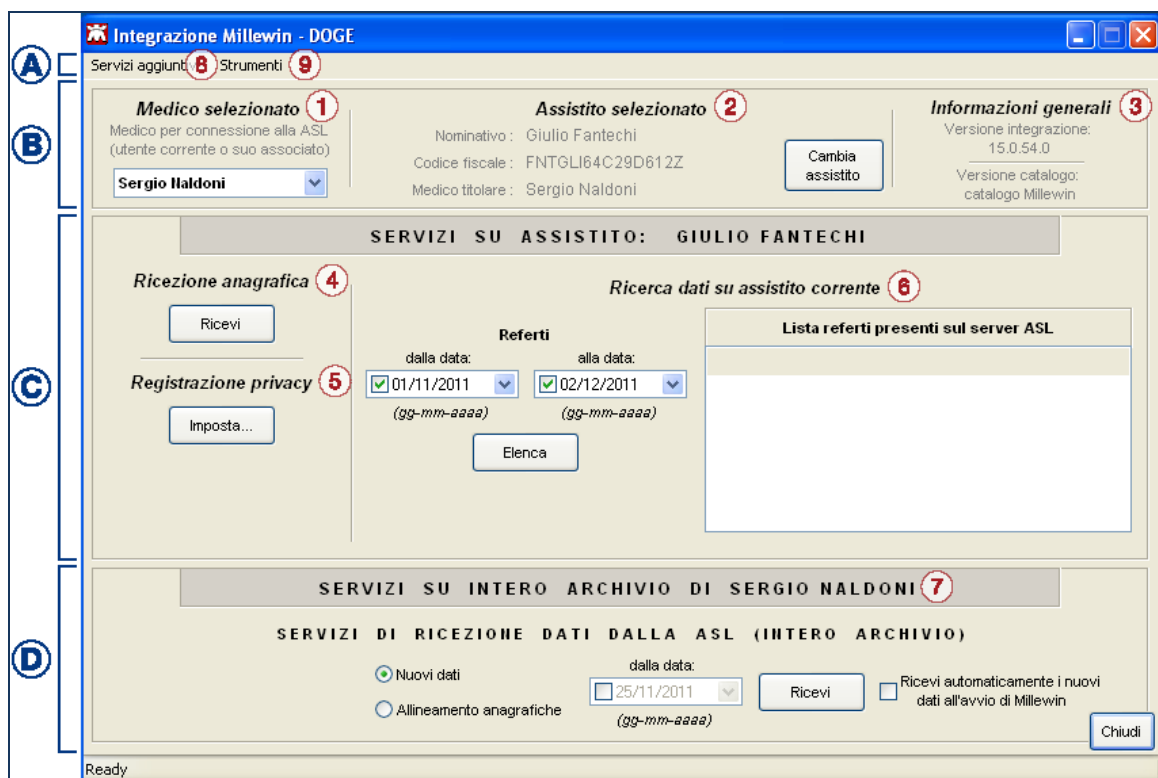 Integrazione Millewin - DOGE
A
Servizi aggiunt 8 Strumenti 9
B
Medico selezionato 1
Medico per connessione alla ASL
(utente corrente o suo associato)
Sergio Naldoni
Assistito selezionato 2
Nominativo : Giulio Fantechi
Codice fiscale : FNTGLI64C29D612Z
Medico titolare : Sergio Naldoni
Cambia
assistito
Informazioni generali 3
Versione integrazione:
15.0.54.0
Versione catalogo:
catalogo Millewin
C
SERVIZI SU ASSISTITO: GIULIO FANTECHI
Ricezione anagrafica 4
Ricevi
Registrazione privacy 5
Imposta...
Ricerca dati su assistito corrente 6
Referti
dalla data: alla data:
01/11/2011 02/12/2011
(gg-mm-aaaa) (gg-mm-aaaa)
Elenca
Lista referti presenti sul server ASL
D
SERVIZI SU INTERO ARCHIVIO DI SERGIO NALDONI 7
SERVIZI DI RICEZIONE DATI DALLA ASL (INTERO ARCHIVIO)
Nuovi dati
Allineamento anagrafiche
dalla data:
25/11/2011
(gg-mm-aaaa)
Ricevi
Ricevi automaticamente i nuovi
dati all'avvio di Millewin
Chiudi
Ready